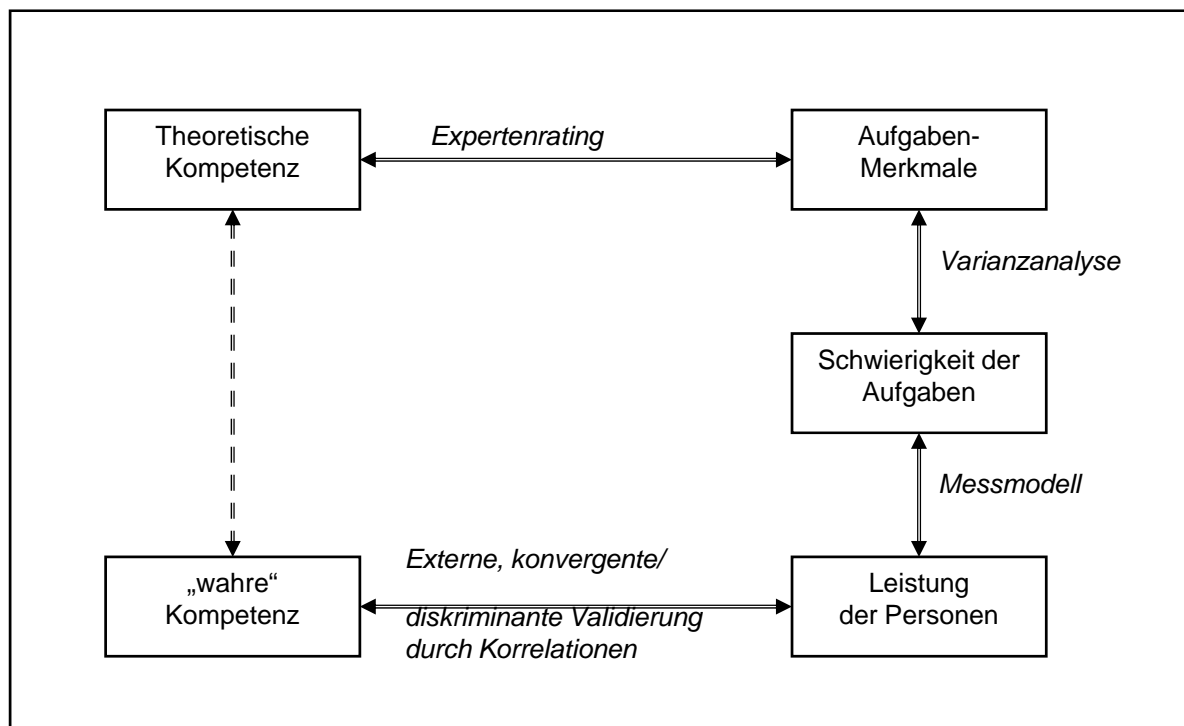 Theoretische
Kompetenz
Expertenrating
Aufgaben-
Merkmale
Varianzanalyse
Schwierigkeit der
Aufgaben
Messmodell
„wahre“
Kompetenz
Externe, konvergente/
diskriminante Validierung
durch Korrelationen
Leistung
der Personen